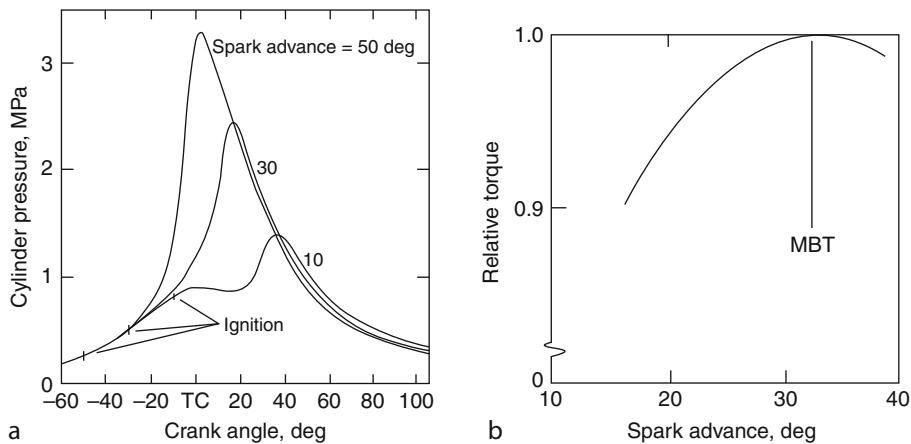 Cylinder pressure, MPa
3
2
1
0
Spark advance = 50 deg
30
10
Ignition
–60 –40 –20 TC 20 40 60 80 100
Crank angle, deg
a
Relative torque
1.0
0.9
0
MBT
10 20 30 40
Spark advance, deg
b